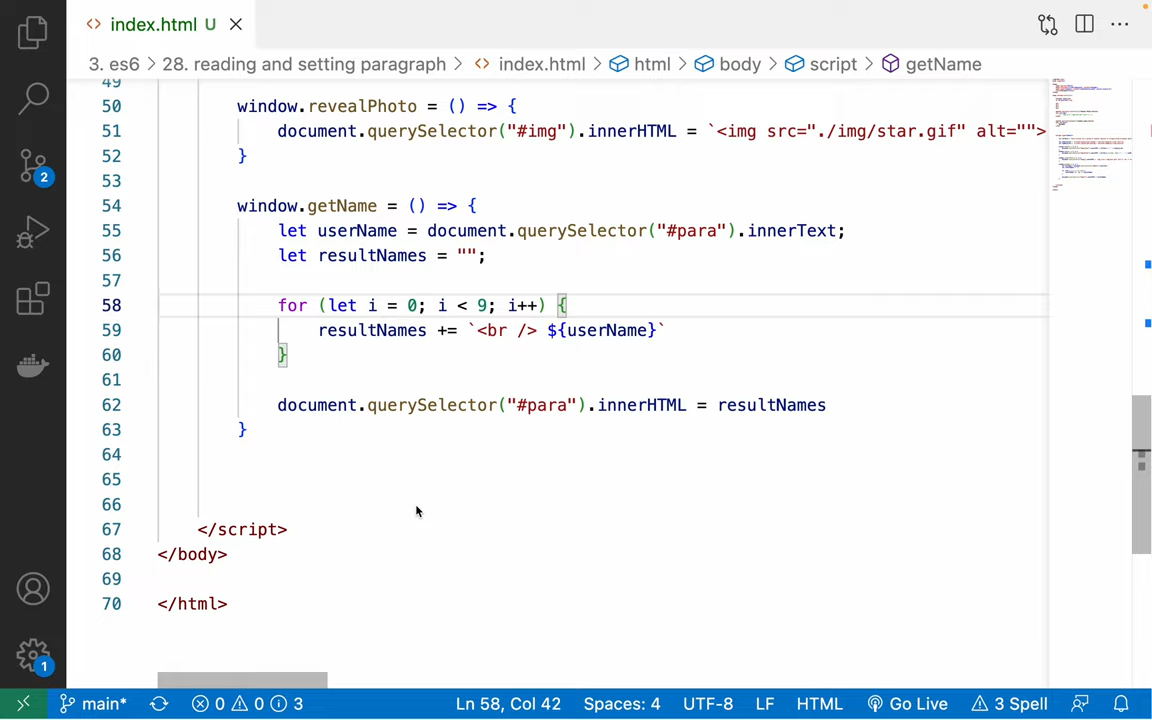 index.html U
3. es6 > 28. reading and setting paragraph > index.html > html > body > script > getName
49
50 window.revealPhoto = () => {
51 document.querySelector("#img").innerHTML = `<img src="./img/star.gif" alt="">
52 }
53
54 window.getName = () => {
55 let userName = document.querySelector("#para").innerText;
56 let resultNames = "";
57
58 for (let i = 0; i < 9; i++) {
59 resultNames += `<br /> ${userName}`
60 }
61
62 document.querySelector("#para").innerHTML = resultNames
63 }
64
65
66
67 </script>
68 </body>
69
70 </html>
2
1
main* 0 0 3 Ln 58, Col 42 Spaces: 4 UTF-8 LF HTML Go Live 3 Spell